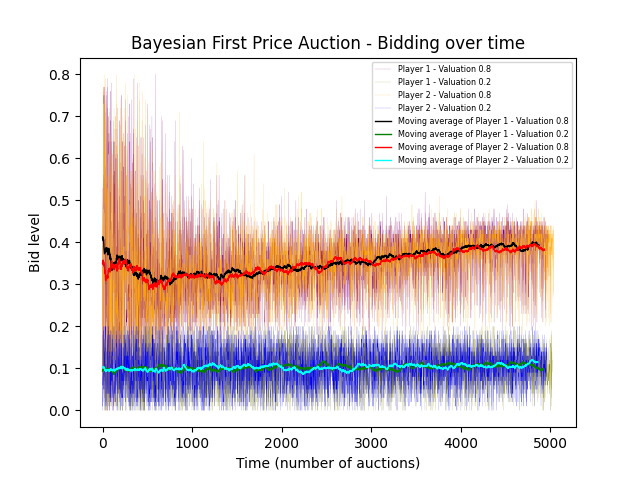 Bayesian First Price Auction - Bidding over time
Player 1 - Valuation 0.8
Player 1 - Valuation 0.2
Player 2 - Valuation 0.8
Player 2 - Valuation 0.2
Moving average of Player 1 - Valuation 0.8
Moving average of Player 1 - Valuation 0.2
Moving average of Player 2 - Valuation 0.8
Moving average of Player 2 - Valuation 0.2
Bid level
0.8
0.7
0.6
0.5
0.4
0.3
0.2
0.1
0.0
0 1000 2000 3000 4000 5000
Time (number of auctions)